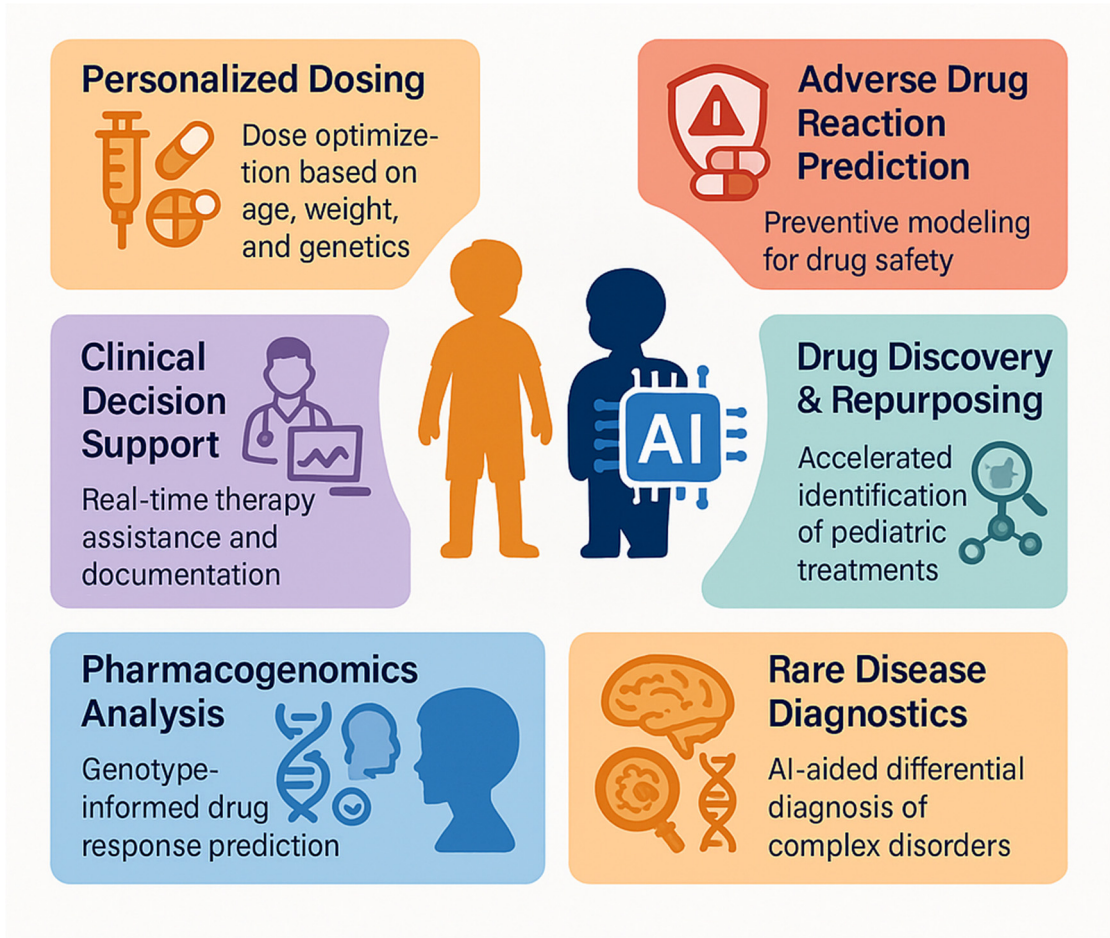 Personalized Dosing
Dose optimize-
tion based on
age, weight,
and genetics
Adverse Drug
Reaction
Prediction
Preventive modeling
for drug safety
Clinical
Decision
Support
Real-time therapy
assistance and
documentation
AI
Drug Discovery
& Repurposing
Accelerated
identification
of pediatric
treatments
Pharmacogenomics
Analysis
Genotype-
informed drug
response prediction
Rare Disease
Diagnostics
AI-aided differential
diagnosis of
complex disorders